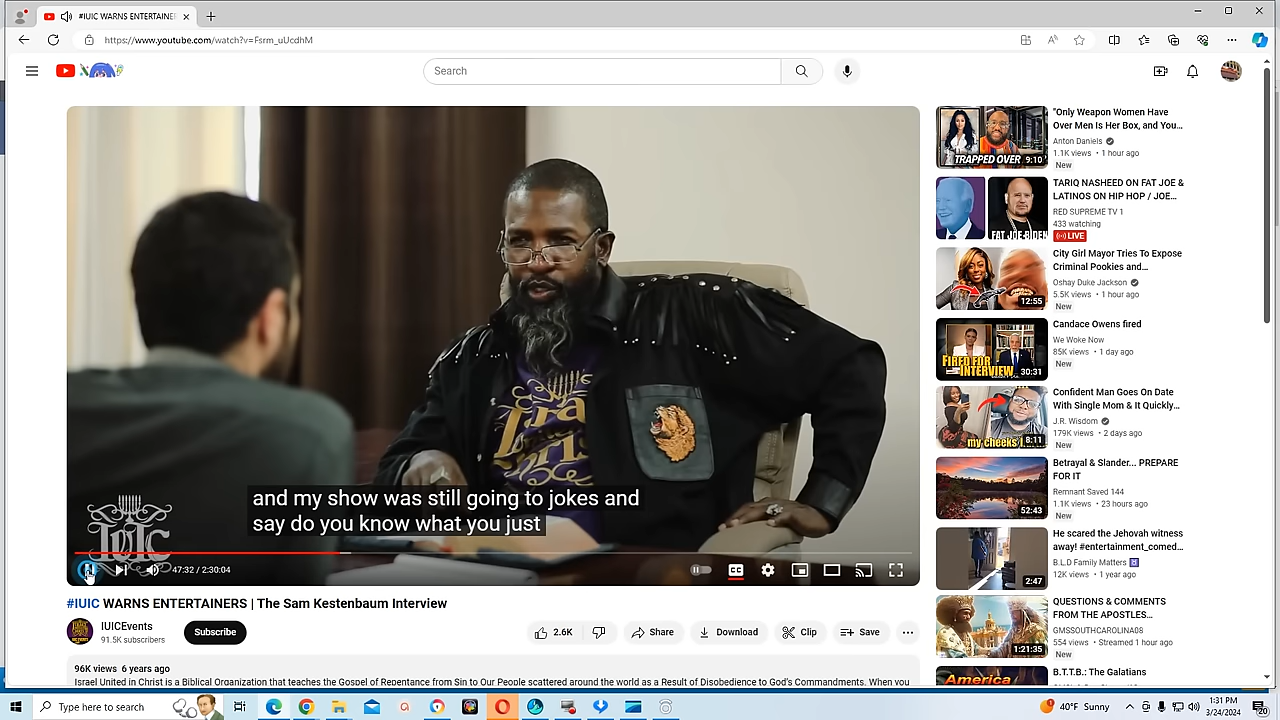 #IUIC WARNS ENTERTAINER
https://www.youtube.com/watch?v=Fsrm_uUcdhM
Search
and my show was still going to jokes and
say do you know what you just
IUIC
47:32 / 2:30:04
CC
#IUIC WARNS ENTERTAINERS | The Sam Kestenbaum Interview
IUICEvents
91.5K subscribers
Subscribe
2.6K
Share
Download
Clip
Save
96K views 6 years ago
Israel United in Christ is a Biblical Organization that teaches the Gospel of Repentance from Sin to Our People scattered around the world as a Result of Disobedience to God's Commandments. When you
TRAPPED OVER
9:10
"Only Weapon Women Have
Over Men Is Her Box, and You...
Anton Daniels
1.1K views • 1 hour ago
New
FAT JOE BIDEN
TARIQ NASHEED ON FAT JOE &
LATINOS ON HIP HOP / JOE...
RED SUPREME TV 1
433 watching
LIVE
12:55
City Girl Mayor Tries To Expose
Criminal Pookies and...
Oshay Duke Jackson
5.5K views • 1 hour ago
New
FIRED FOR
INTERVIEW
30:31
Candace Owens fired
We Woke Now
85K views • 1 day ago
New
my cheeks
8:11
Confident Man Goes On Date
With Single Mom & It Quickly...
J.R. Wisdom
179K views • 2 days ago
New
52:43
Betrayal & Slander... PREPARE
FOR IT
Remnant Saved 144
1.1K views • 23 hours ago
New
2:47
He scared the Jehovah witness
away! #entertainment_comed...
B.L.D Family Matters
12K views • 1 year ago
1:21:35
QUESTIONS & COMMENTS
FROM THE APOSTLES...
GMSSOUTHCAROLINA08
554 views • Streamed 1 hour ago
New
America
B.T.T.B.: The Galatians
Type here to search
40°F Sunny
1:31 PM
3/24/2024
20